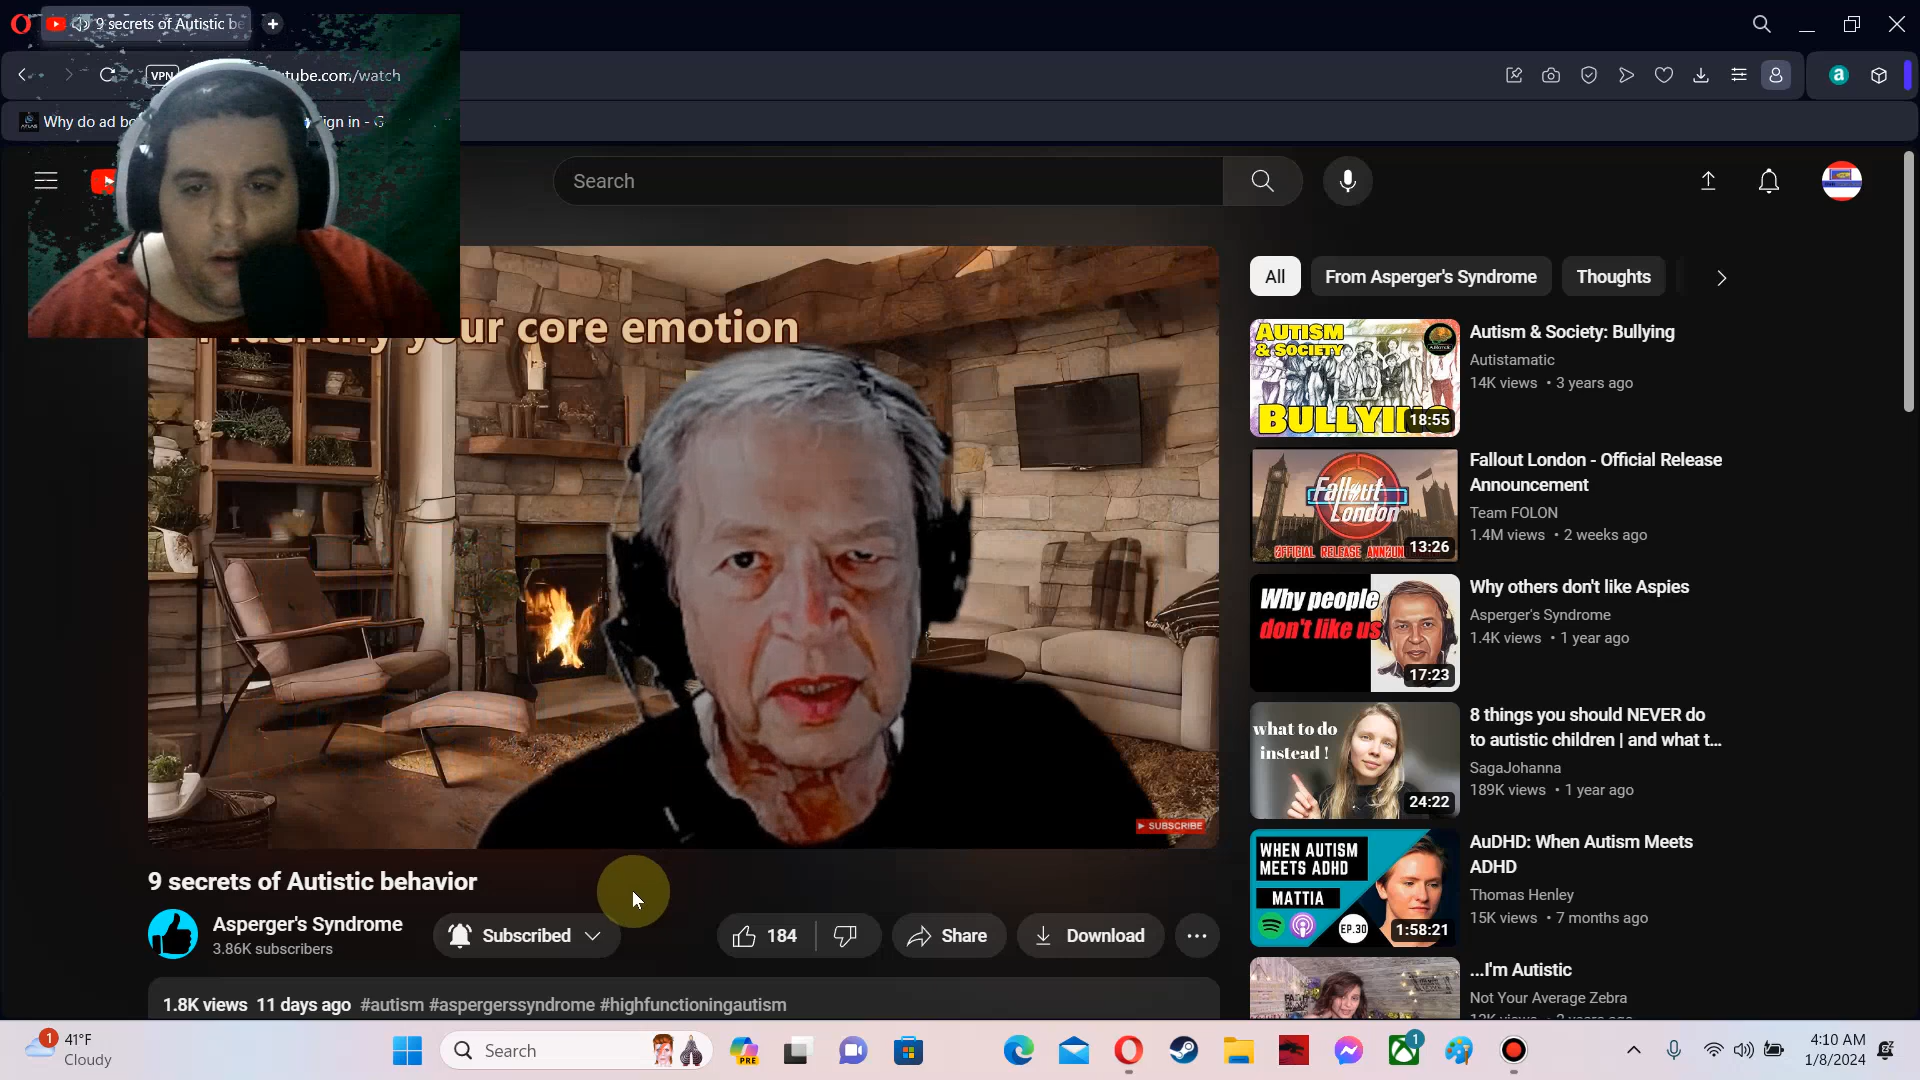 9 secrets of Autistic be
VPN
tube.com/watch
Why do ad bo
ign in - G
Search
ur core emotion
SUBSCRIBE
9 secrets of Autistic behavior
Asperger's Syndrome
3.86K subscribers
Subscribed
184
Share
Download
1.8K views 11 days ago #autism #aspergerssyndrome #highfunctioningautism
All
From Asperger's Syndrome
Thoughts
AUTISM
& SOCIETY
18:55
Autism & Society: Bullying
Autistamatic
14K views • 3 years ago
Fallout
London
13:26
Fallout London - Official Release
Announcement
Team FOLON
1.4M views • 2 weeks ago
Why people
don't like us
17:23
Why others don't like Aspies
Asperger's Syndrome
1.4K views • 1 year ago
what to do
instead !
24:22
8 things you should NEVER do
to autistic children | and what t...
SagaJohanna
189K views • 1 year ago
WHEN AUTISM
MEETS ADHD
MATTIA
EP.30
1:58:21
AuDHD: When Autism Meets
ADHD
Thomas Henley
15K views • 7 months ago
...I'm Autistic
Not Your Average Zebra
1
41°F
Cloudy
Search
PRE
1
4:10 AM
1/8/2024